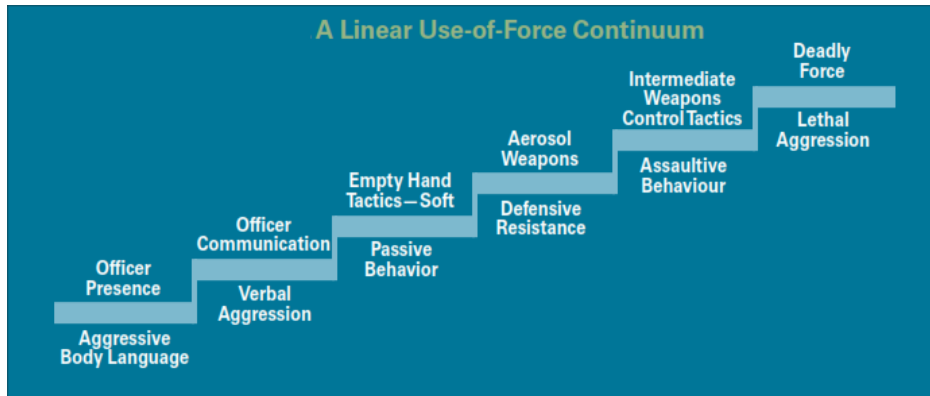 A Linear Use-of-Force Continuum
Officer
Presence
Aggressive
Body Language
Officer
Communication
Verbal
Aggression
Empty Hand
Tactics—Soft
Passive
Behavior
Aerosol
Weapons
Defensive
Resistance
Intermediate
Weapons
Control Tactics
Assaultive
Behaviour
Deadly
Force
Lethal
Aggression